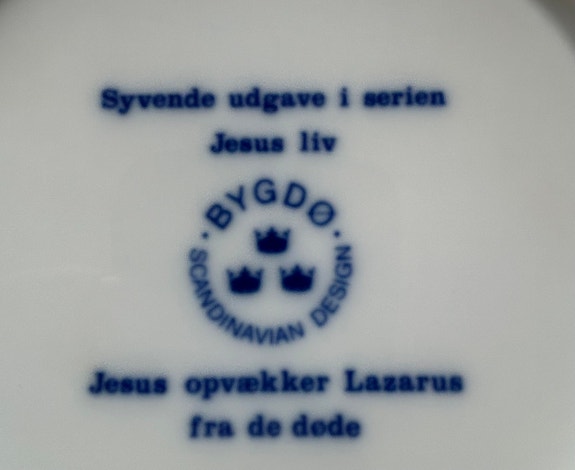 Syvende udgave i serien
Jesus liv
BYGDØ
SCANDINAVIAN DESIGN
Jesus opvækker Lazarus
fra de døde